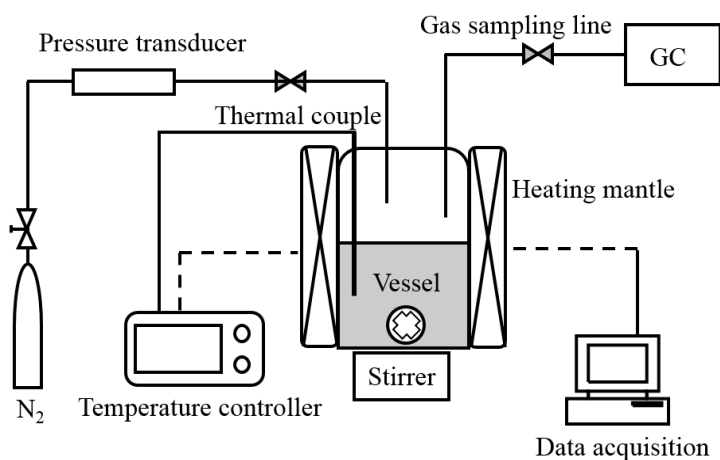 Gas sampling line
Pressure transducer
GC
Thermal couple
Heating mantle
Vessel
Stirrer
N₂
Temperature controller
Data acquisition